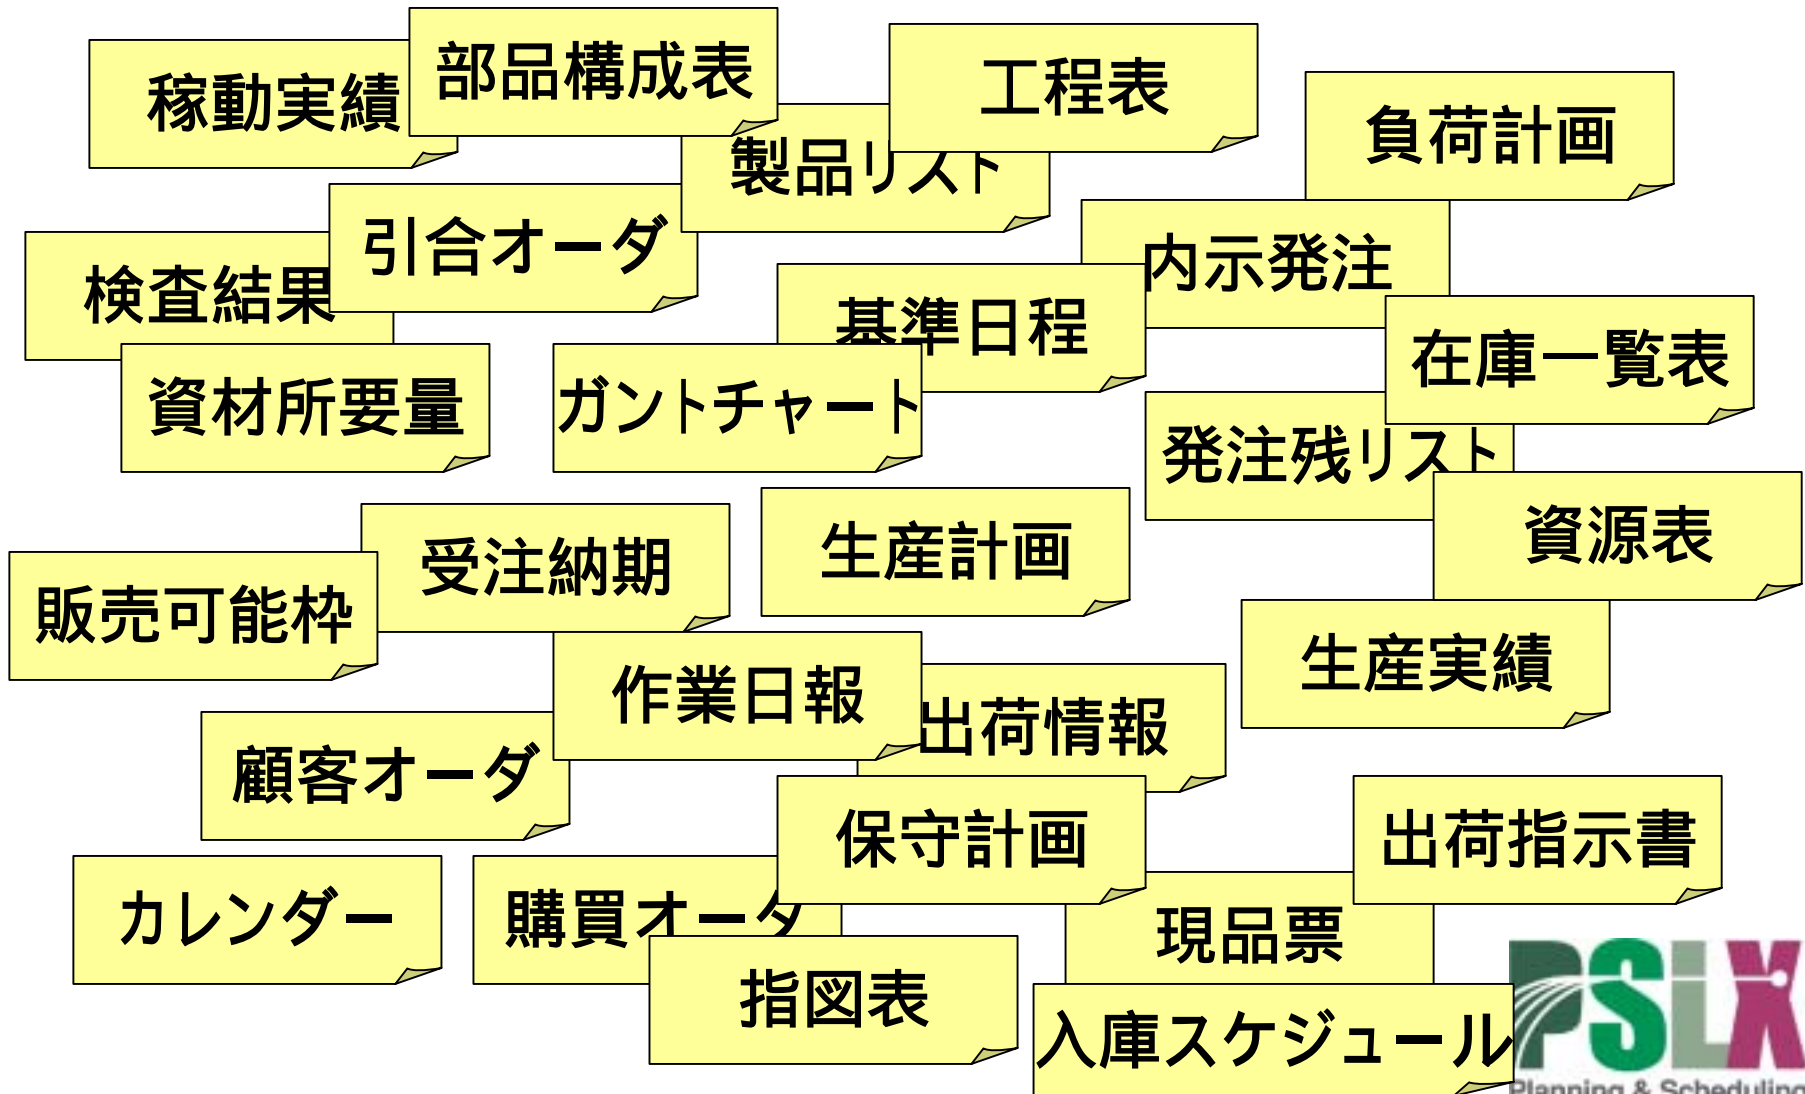 部品構成表
工程表
稼動実績
負荷計画
製品リスト
引合オーダ
内示発注
検査結果
基準日程
在庫一覧表
資材所要量
ガントチャート
発注残リスト
資源表
生産計画
受注納期
販売可能枠
生産実績
作業日報
出荷情報
顧客オーダ
保守計画
出荷指示書
カレンダー
購買オーダ
現品票
指図表
入庫スケジュール
PSLX
Planning & Scheduling